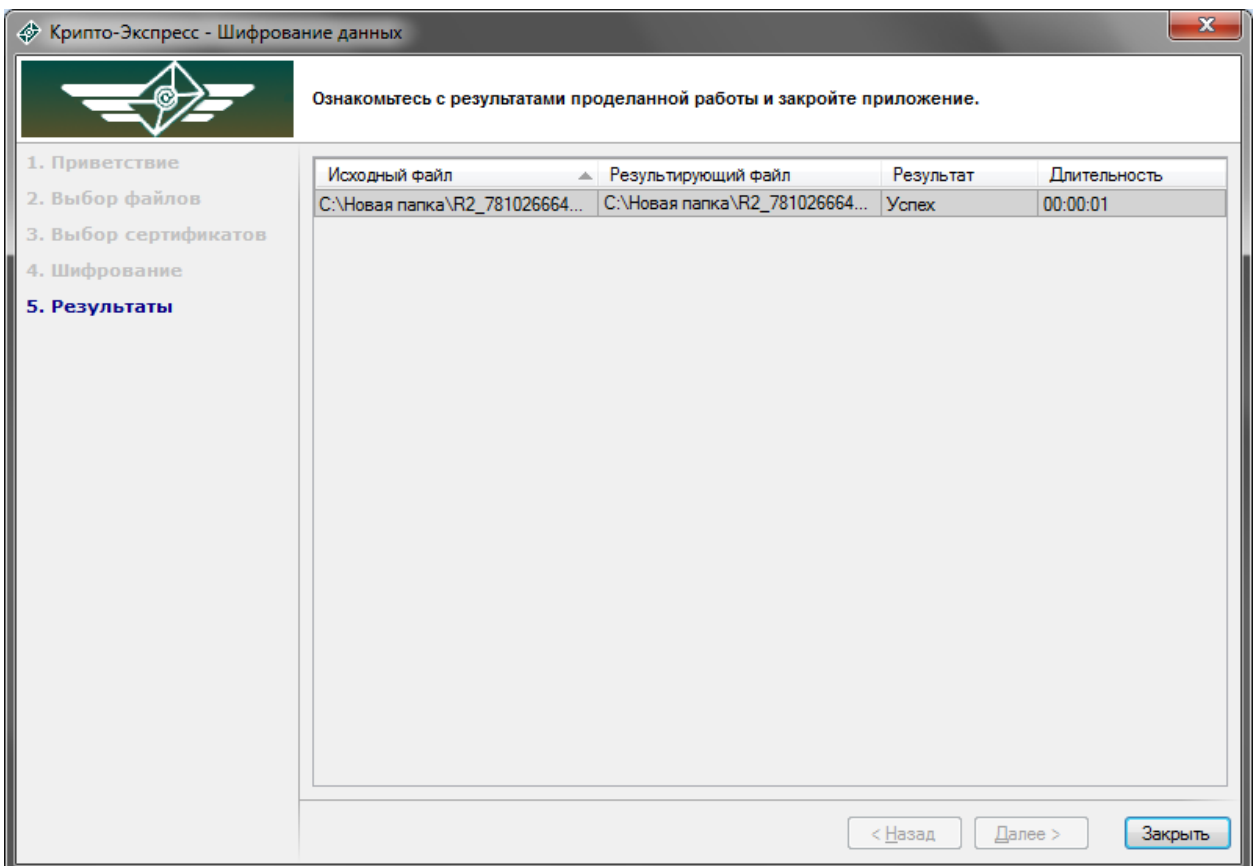 Крипто-Экспресс - Шифрование данных
Ознакомьтесь с результатами проделанной работы и закройте приложение.
1. Приветствие
2. Выбор файлов
3. Выбор сертификатов
4. Шифрование
5. Результаты
Исходный файл Результирующий файл Результат Длительность
C:\Новая папка\R2_781026664... C:\Новая папка\R2_781026664... Успех 00:00:01
< Назад Далее > Закрыть